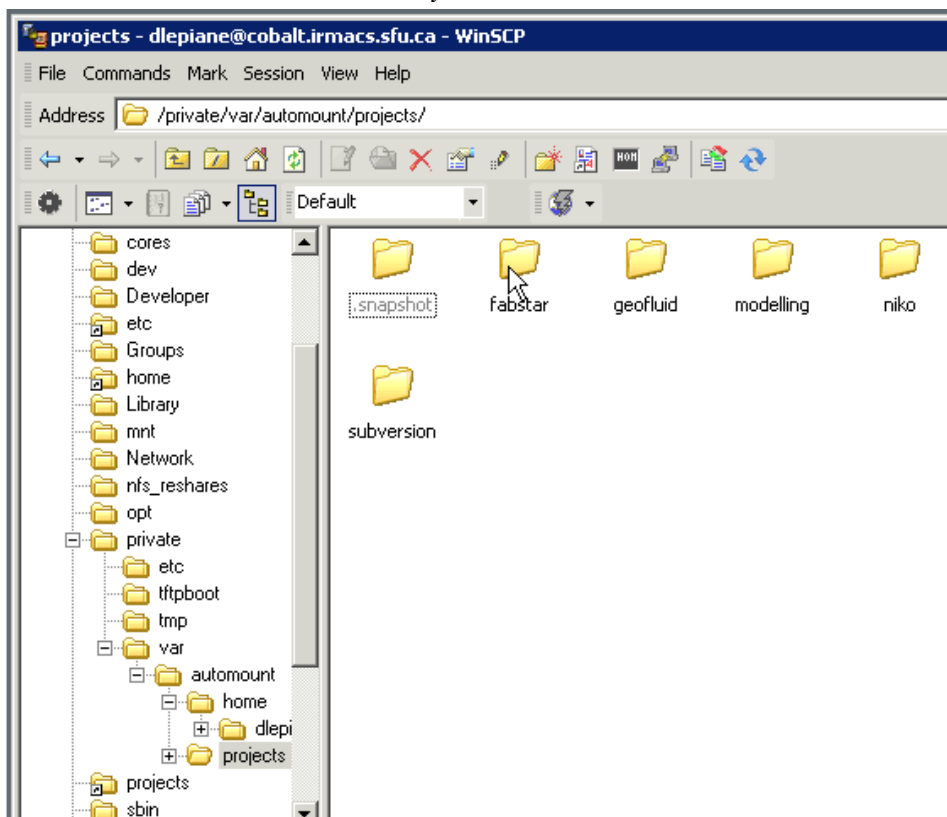 projects - dlepiane@cobalt.irmacs.sfu.ca - WinSCP
File Commands Mark Session View Help
Address /private/var/automount/projects/
Default
cores
dev
Developer
etc
Groups
home
Library
mnt
Network
nfs_reshares
opt
private
etc
tftpboot
tmp
var
automount
home
dlepi
projects
projects
sbin
.snapshot fabstar geofluid modelling niko
subversion